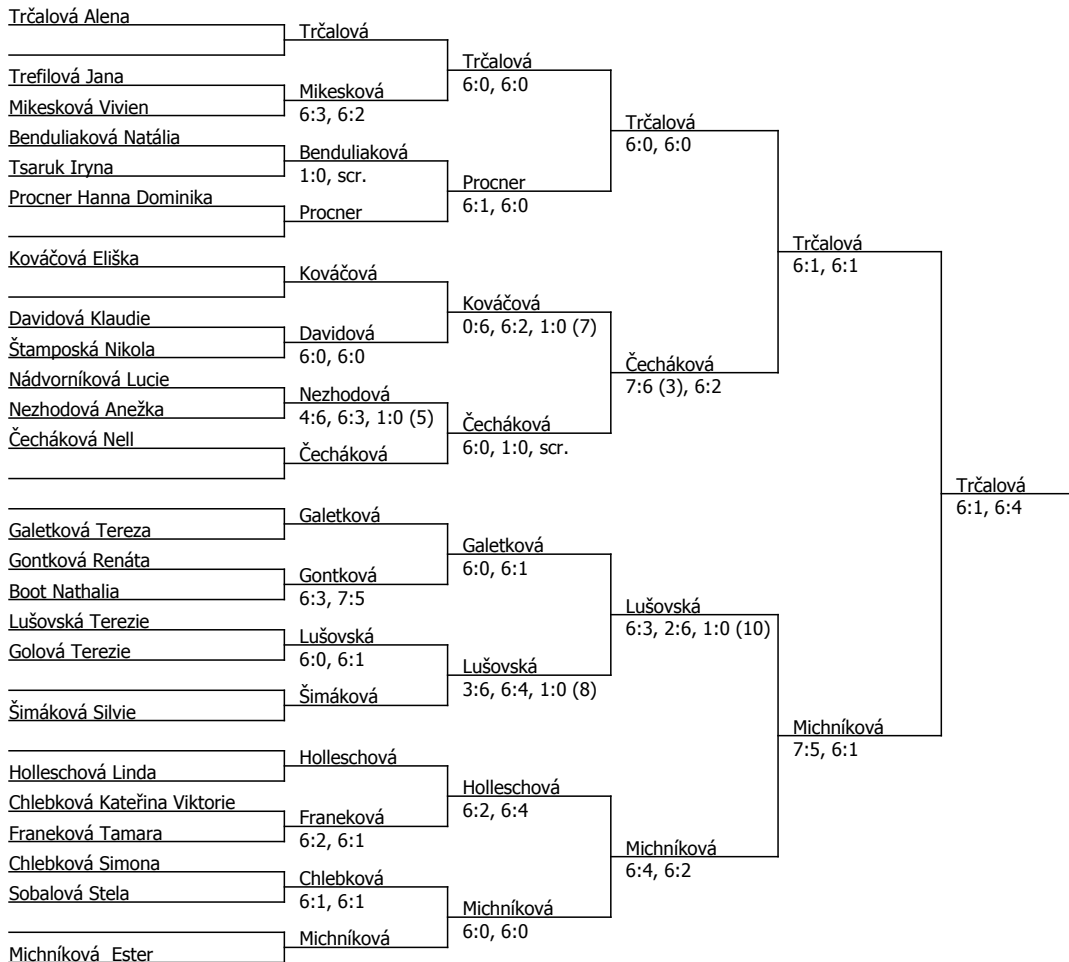 Trčalová Alena
Trefilová Jana
Mikesková Vivien
Benduliaková Natália
Tsaruk Iryna
Procner Hanna Dominika
Kováčová Eliška
Davidová Klaudie
Štamposká Nikola
Nádvorníková Lucie
Nezhodová Anežka
Čecháková Nell
Galetková Tereza
Gontková Renáta
Boot Nathalia
Lušovská Terezie
Golová Terezie
Šimáková Silvie
Holleschová Linda
Chlebková Kateřina Viktorie
Franeková Tamara
Chlebková Simona
Sobalová Stela
Michníková  Ester
Trčalová
Mikesková
6:3, 6:2
Benduliaková
1:0, scr.
Procner
Kováčová
Davidová
6:0, 6:0
Nezhodová
4:6, 6:3, 1:0 (5)
Čecháková
Galetková
Gontková
6:3, 7:5
Lušovská
6:0, 6:1
Šimáková
Holleschová
Franeková
6:2, 6:1
Chlebková
6:1, 6:1
Michníková
Trčalová
6:0, 6:0
Procner
6:1, 6:0
Kováčová
0:6, 6:2, 1:0 (7)
Čecháková
6:0, 1:0, scr.
Galetková
6:0, 6:1
Lušovská
3:6, 6:4, 1:0 (8)
Holleschová
6:2, 6:4
Michníková
6:0, 6:0
Trčalová
6:0, 6:0
Čecháková
7:6 (3), 6:2
Lušovská
6:3, 2:6, 1:0 (10)
Michníková
6:4, 6:2
Trčalová
6:1, 6:1
Michníková
7:5, 6:1
Trčalová
6:1, 6:4